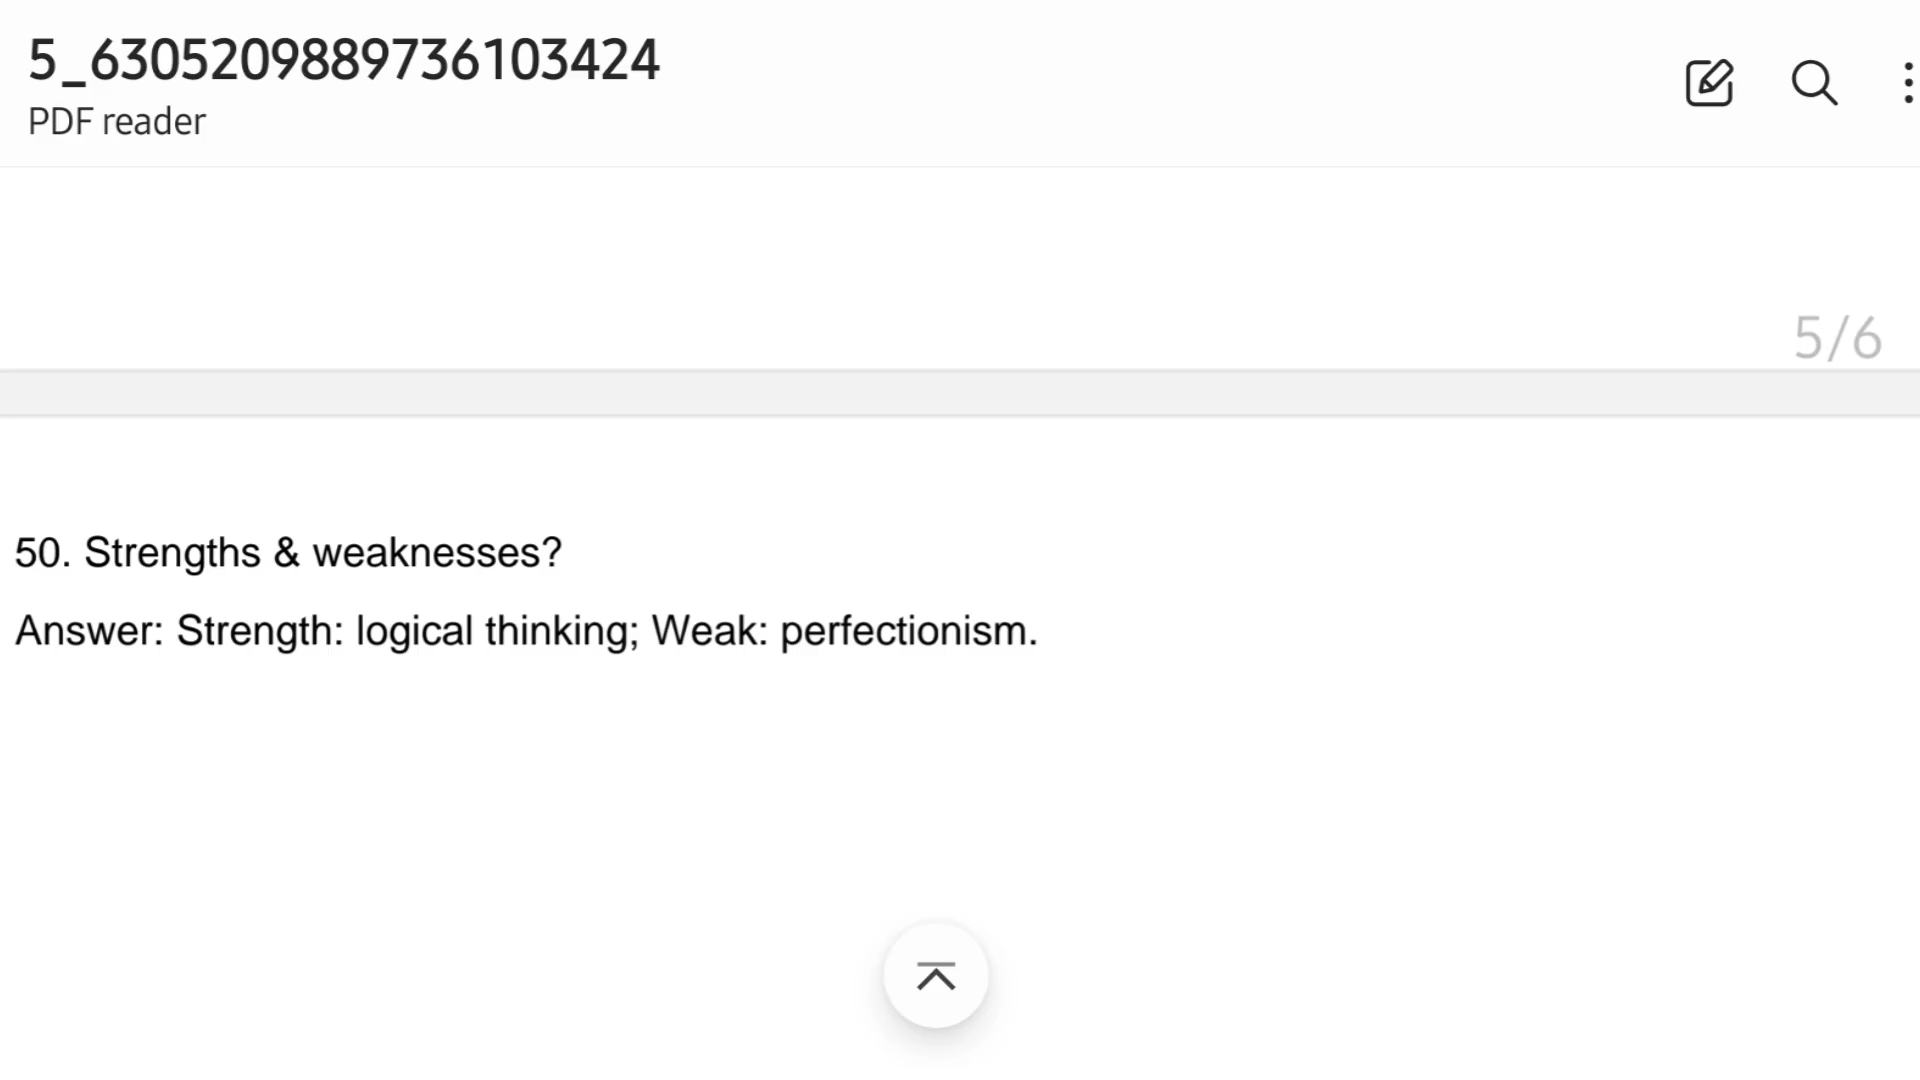 5_6305209889736103424
PDF reader
5/6
50. Strengths & weaknesses?
Answer: Strength: logical thinking; Weak: perfectionism.